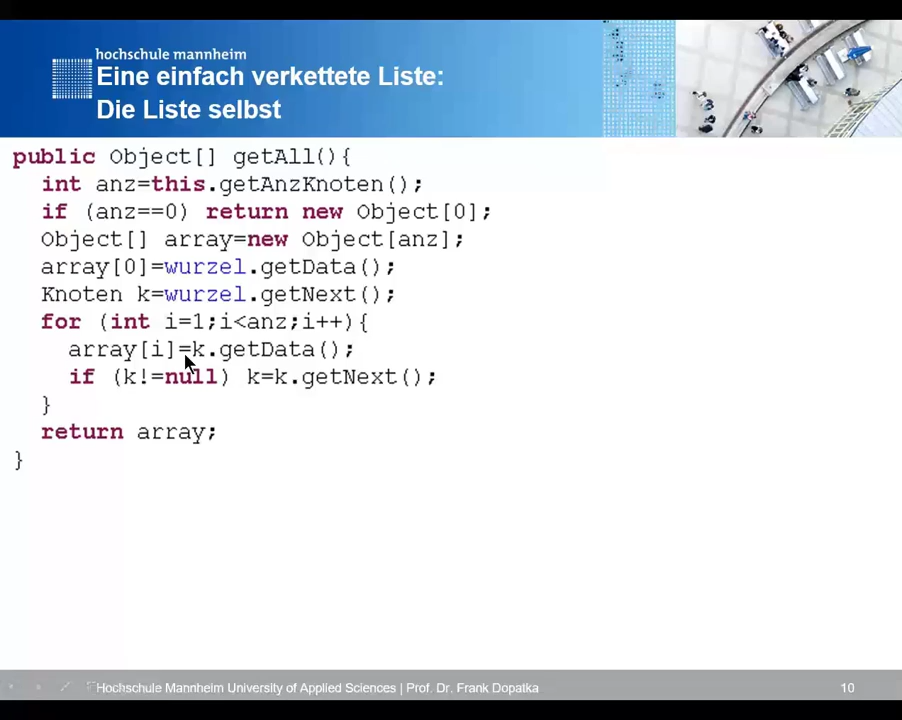 hochschule mannheim
Eine einfach verkettete Liste:
Die Liste selbst
public Object[] getAll(){
int anz=this.getAnzKnoten();
if (anz==0) return new Object[0];
Object[] array=new Object[anz];
array[0]=wurzel.getData();
Knoten k=wurzel.getNext();
for (int i=1;i<anz;i++){
array[i]=k.getData();
if (k!=null) k=k.getNext();
}
return array;
}
Hochschule Mannheim University of Applied Sciences | Prof. Dr. Frank Dopatka
10